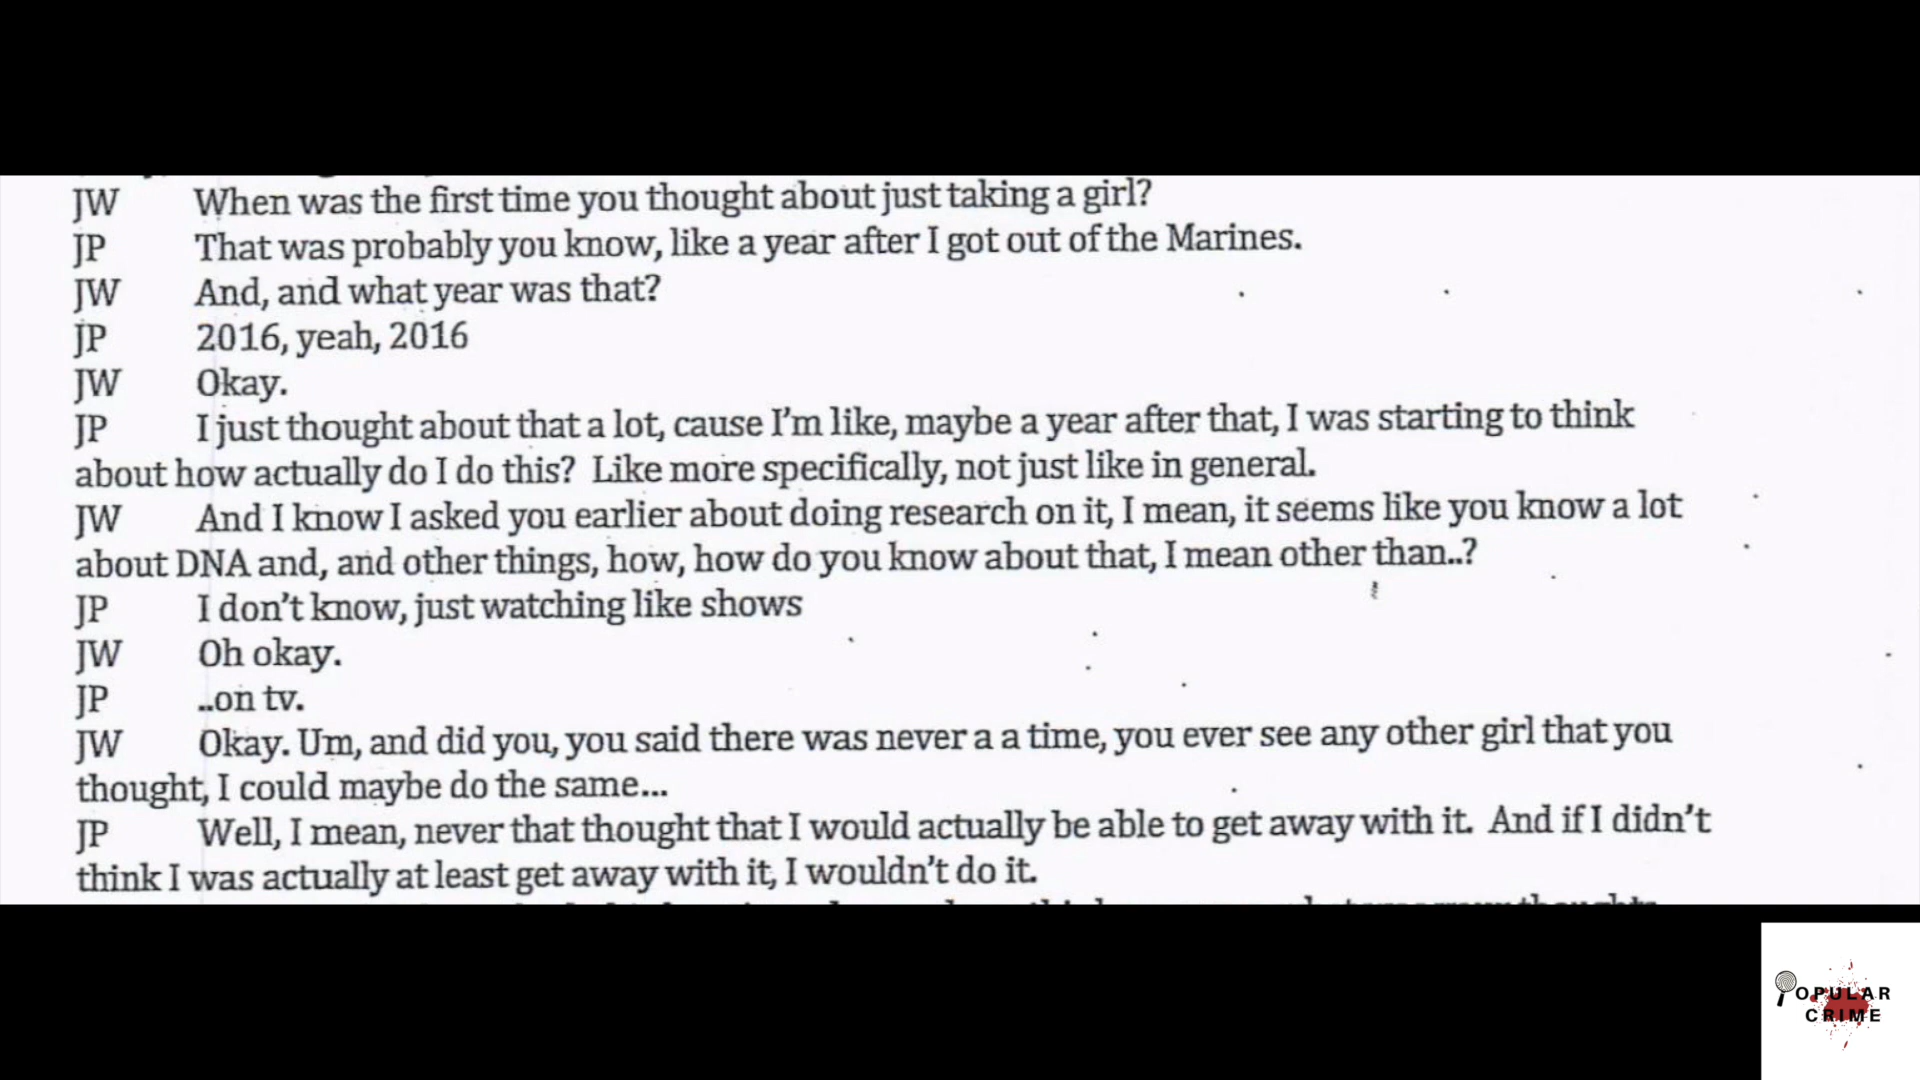 JW When was the first time you thought about just taking a girl?
JP That was probably you know, like a year after I got out of the Marines.
JW And, and what year was that?
JP 2016, yeah, 2016
JW Okay.
JP I just thought about that a lot, cause I'm like, maybe a year after that, I was starting to think
about how actually do I do this? Like more specifically, not just like in general.
JW And I know I asked you earlier about doing research on it, I mean, it seems like you know a lot
about DNA and, and other things, how, how do you know about that, I mean other than..?
JP I don't know, just watching like shows
JW Oh okay.
JP ..on tv.
JW Okay. Um, and did you, you said there was never a a time, you ever see any other girl that you
thought, I could maybe do the same...
JP Well, I mean, never that thought that I would actually be able to get away with it. And if I didn't
think I was actually at least get away with it, I wouldn't do it.
POPULAR
CRIME